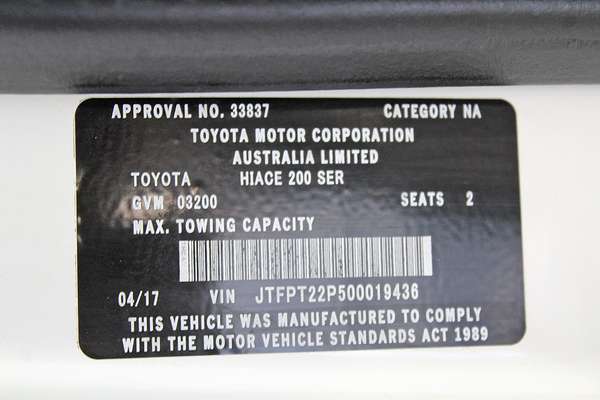 APPROVAL NO. 33837 CATEGORY NA
TOYOTA MOTOR CORPORATION
AUSTRALIA LIMITED
TOYOTA HIACE 200 SER
GVM 03200 SEATS 2
MAX. TOWING CAPACITY
04/17 VIN JTFPT22P500019436
THIS VEHICLE WAS MANUFACTURED TO COMPLY
WITH THE MOTOR VEHICLE STANDARDS ACT 1989